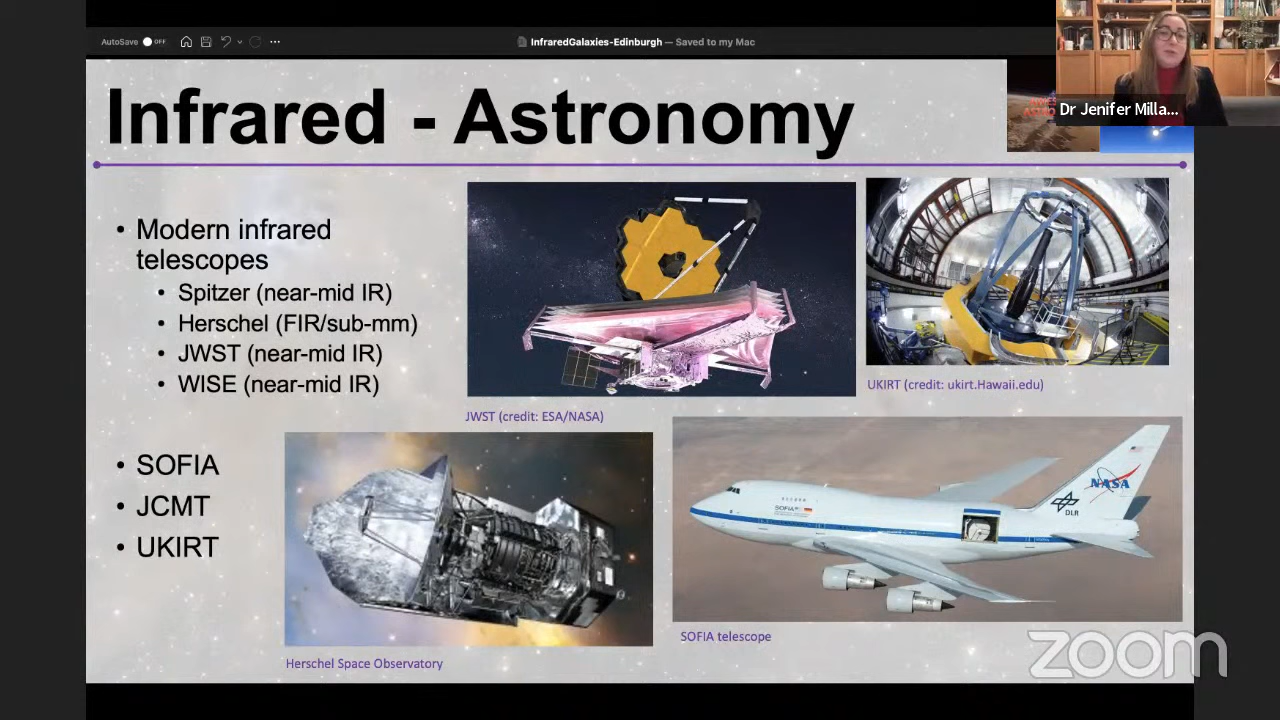 AutoSave OFF
InfraredGalaxies-Edinburgh — Saved to my Mac
Dr Jenifer Milla...
Infrared - Astronomy
• Modern infrared
telescopes
• Spitzer (near-mid IR)
• Herschel (FIR/sub-mm)
• JWST (near-mid IR)
• WISE (near-mid IR)
• SOFIA
• JCMT
• UKIRT
JWST (credit: ESA/NASA)
UKIRT (credit: ukirt.Hawaii.edu)
Herschel Space Observatory
SOFIA
NASA
DLR
SOFIA telescope
zoom